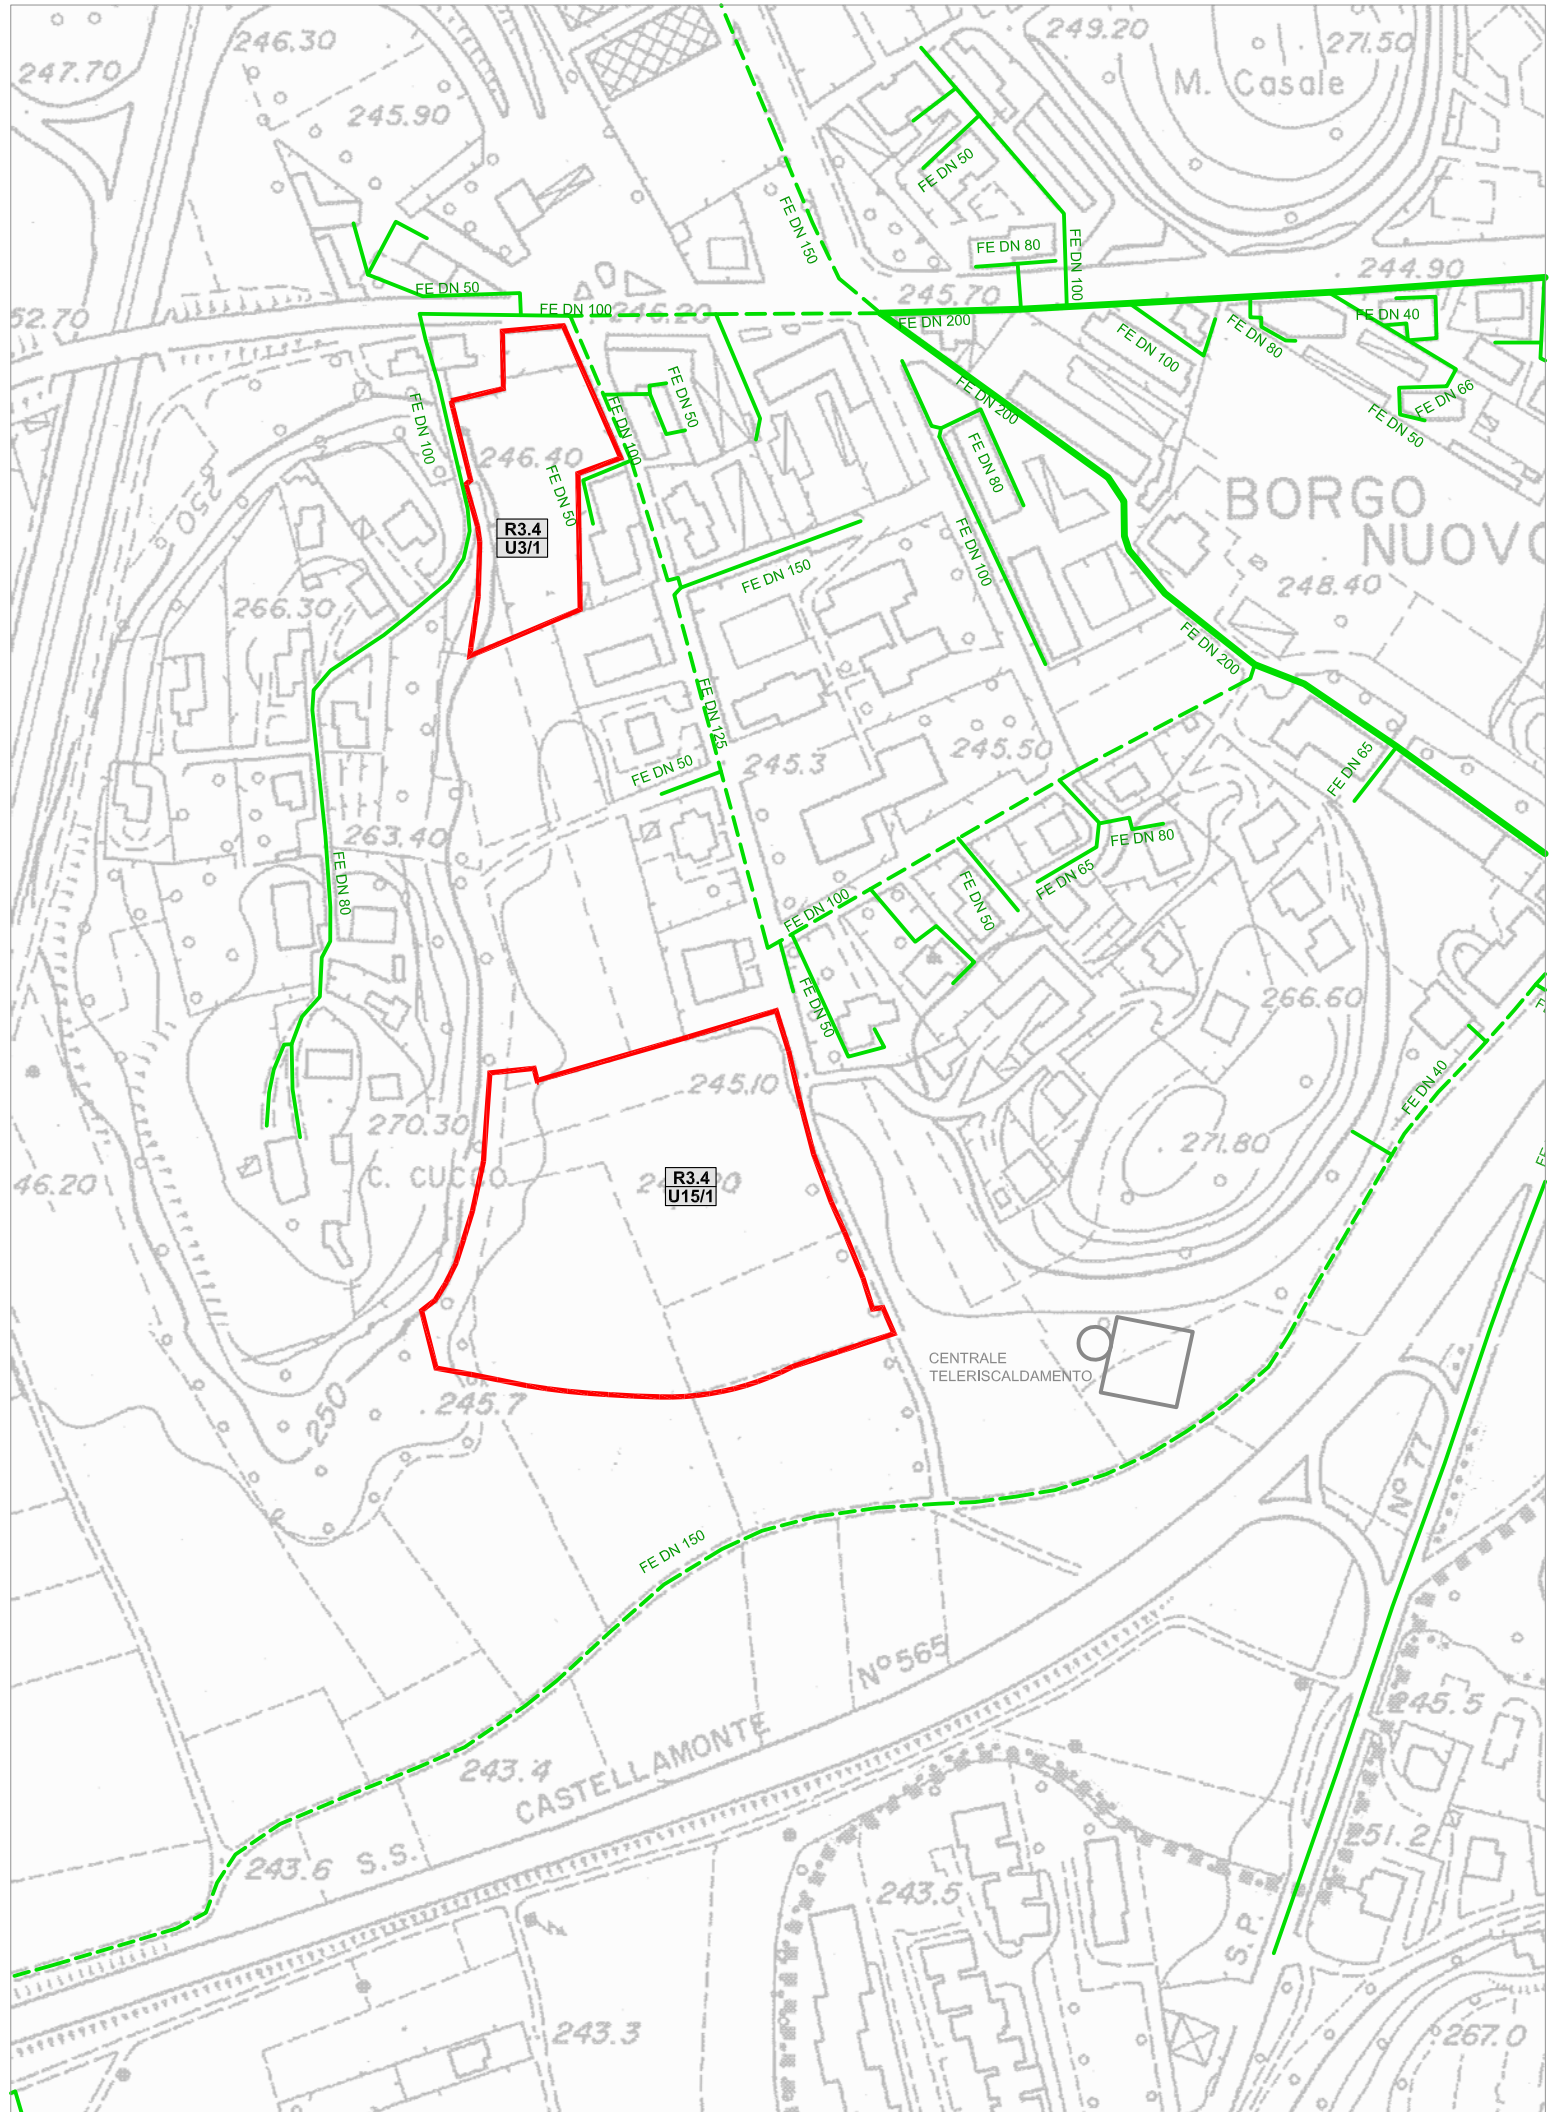 246.30
249.20
271.50
247.70
M. Casale
245.90
FE DN 50
FE DN 150
FE DN 80
FE DN 100
244.90
FE DN 50
245.70
FE DN 100
246.20
52.70
FE DN 200
FE DN 40
FE DN 100
FE DN 80
FE DN 50
FE DN 200
FE DN 66
FE DN 100
FE DN 100
FE DN 50
246.40
FE DN 80
FE DN 50
BORGO
NUOVO
250
R3.4
U3/1
FE DN 100
FE DN 150
248.40
266.30
FE DN 200
FE DN 125
245.50
245.3
FE DN 50
FE DN 65
263.
FE DN 80
FE DN 80
FE DN 65
FE DN 50
FE DN 100
FE DN 50
266.60
245.10
FE DN 40
270.30
271.80
C. CUCCO
46.20
R3.4
U15/1
CENTRALE
TELERISCALDAMENTO
245.7
250
N° 77
FE DN 150
N° 565
245.5
CASTELLAMONTE
243.4
251.2
S.S.
243.6
243.5
S.P.
243.3
267.0